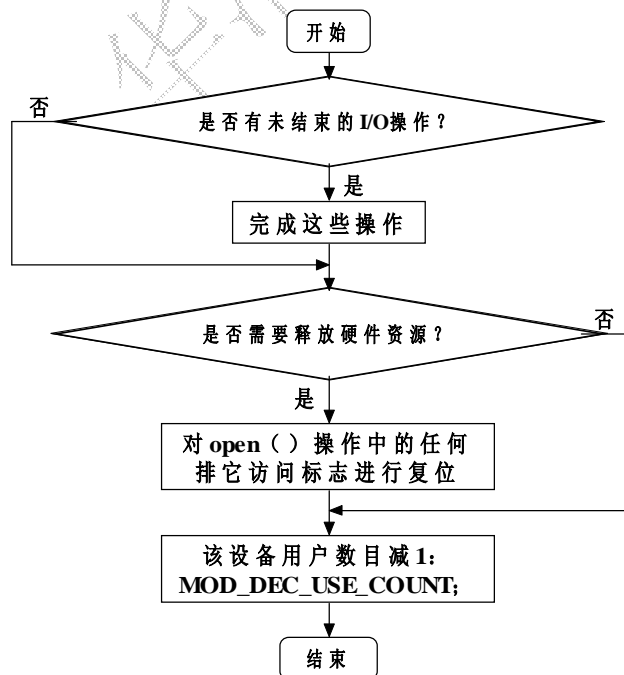 开始
否
是否有未结束的I/O操作？
是
完成这些操作
是否需要释放硬件资源？
否
是
对open（）操作中的任何
排它访问标志进行复位
该设备用户数目减1：
MOD_DEC_USE_COUNT;
结束